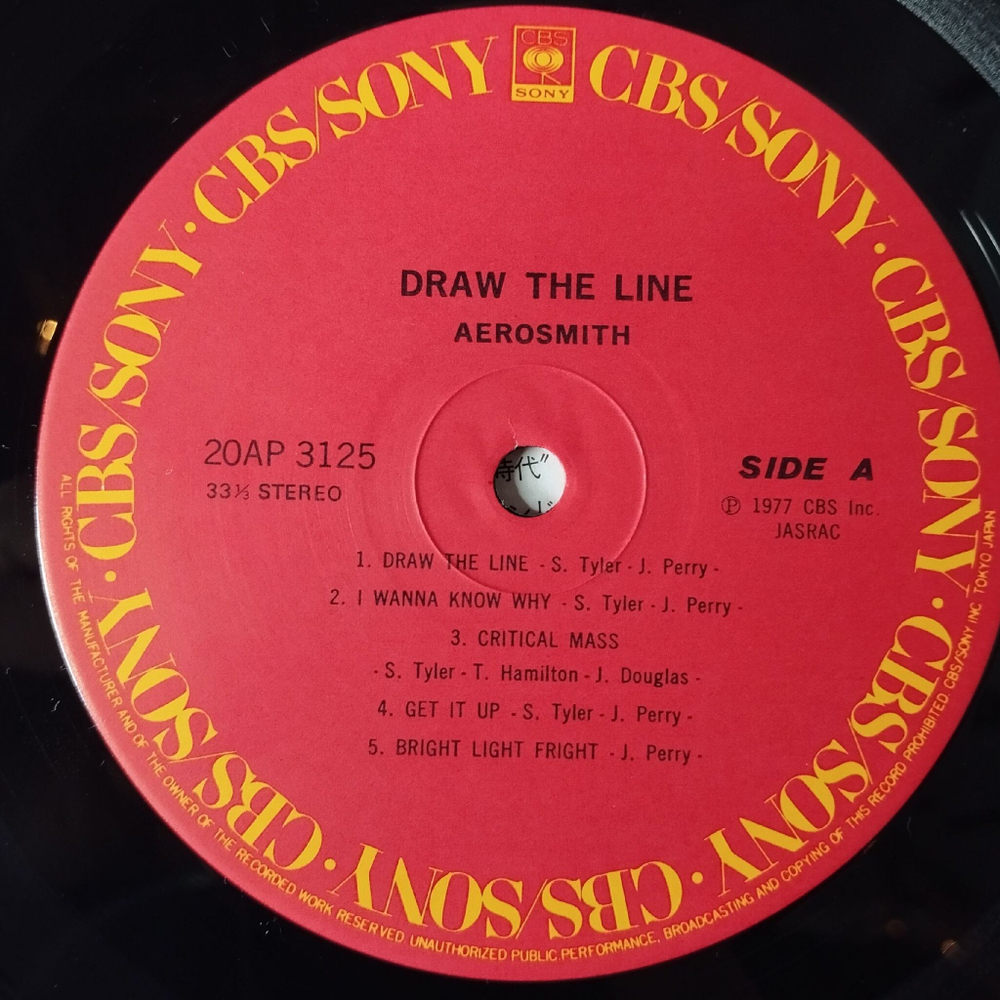 CBS
SONY
CBS/SONY · CBS/SONY · CBS/SONY · CBS/SONY · CBS/SONY · CBS/SONY · CBS/SONY · CBS/SONY
DRAW THE LINE
AEROSMITH
20AP 3125
33⅓ STEREO
SIDE A
Ⓟ 1977 CBS Inc.
JASRAC
時代"
1. DRAW THE LINE - S. Tyler - J. Perry -
2. I WANNA KNOW WHY - S. Tyler - J. Perry -
3. CRITICAL MASS
- S. Tyler - T. Hamilton - J. Douglas -
4. GET IT UP - S. Tyler - J. Perry -
5. BRIGHT LIGHT FRIGHT - J. Perry -
ALL RIGHTS OF THE MANUFACTURER AND OF THE OWNER OF THE RECORDED WORK RESERVED UNAUTHORIZED PUBLIC PERFORMANCE, BROADCASTING AND COPYING OF THIS RECORD PROHIBITED CBS/SONY INC TOKYO JAPAN